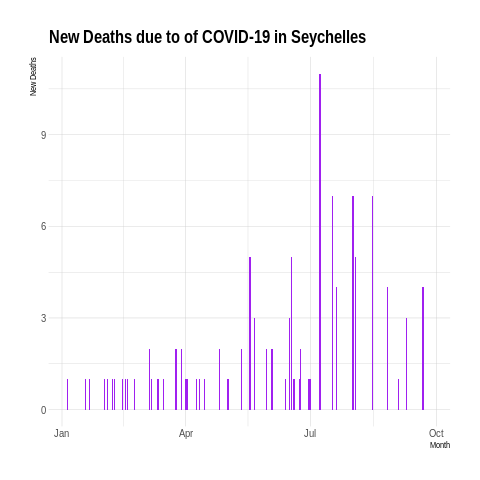 New Deaths due to of COVID-19 in Seychelles
New Deaths
9
6
3
0
Jan Apr Jul Oct
Month